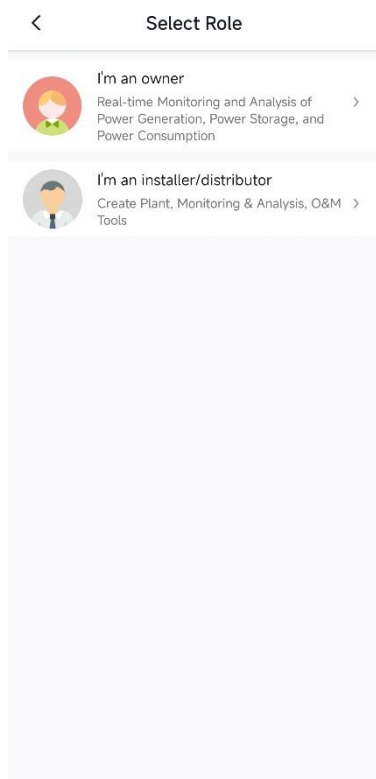 Select Role
I'm an owner
Real-time Monitoring and Analysis of
Power Generation, Power Storage, and
Power Consumption
I'm an installer/distributor
Create Plant, Monitoring & Analysis, O&M
Tools